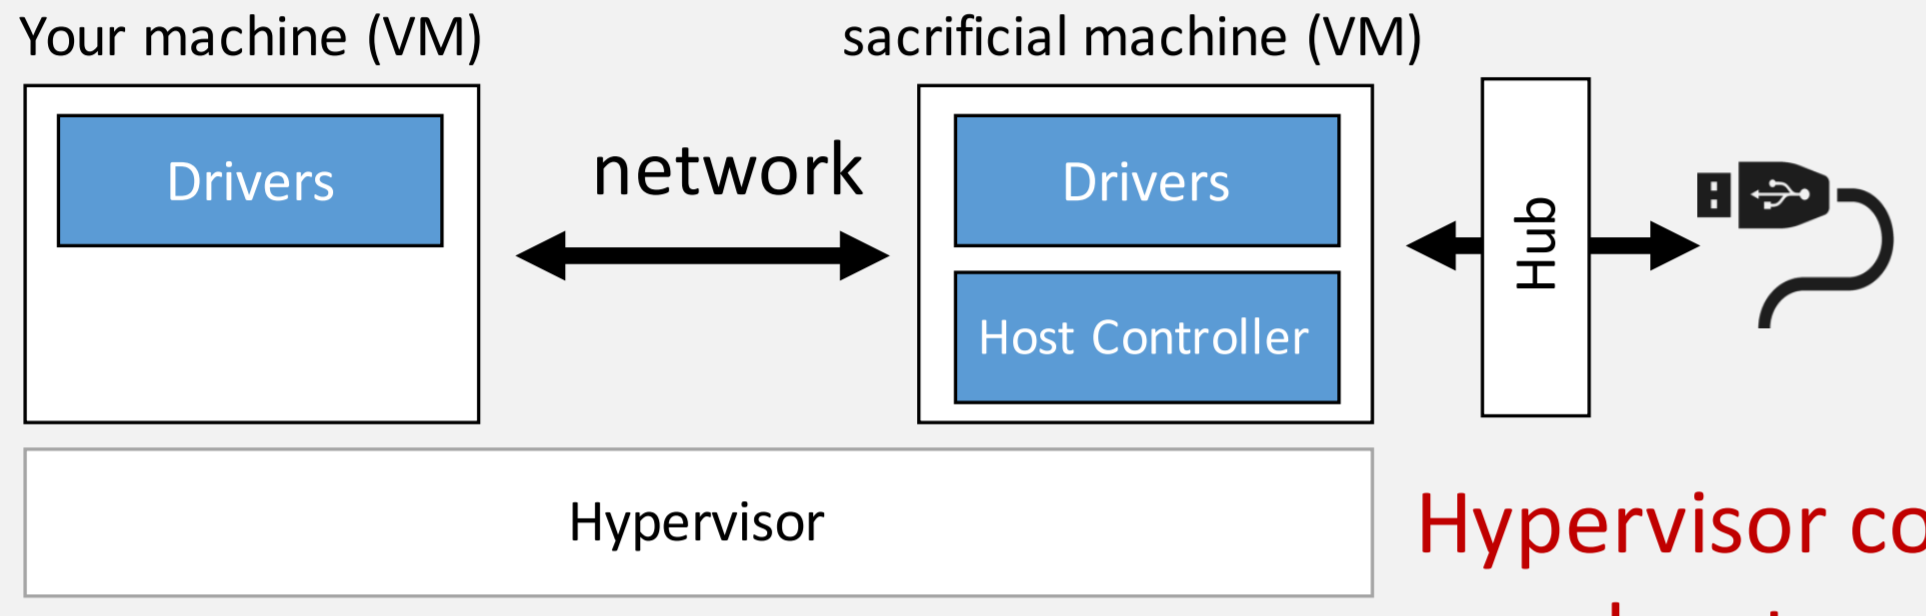 Your machine (VM)
sacrificial machine (VM)
Drivers
network
Drivers
Host Controller
Hub
Hypervisor
Hypervisor co